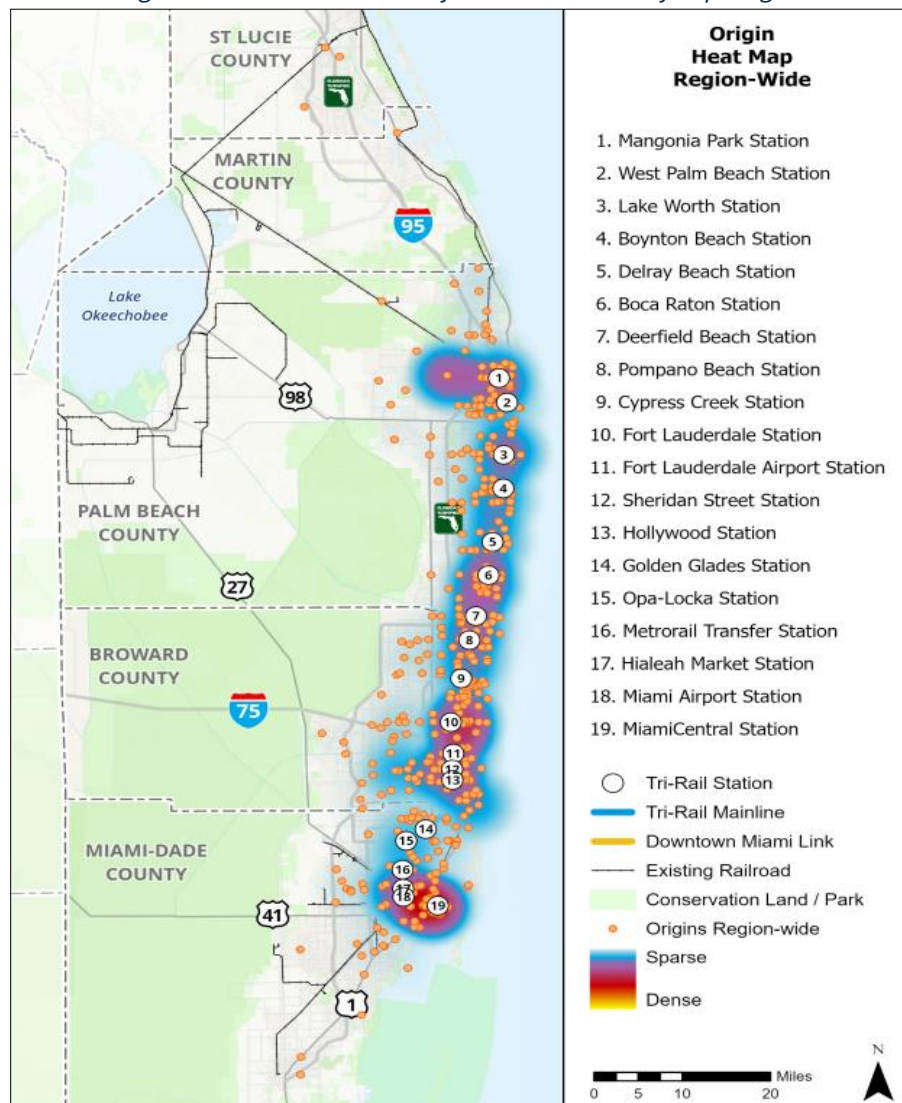 ST LUCIE
COUNTY
MARTIN
COUNTY
95
Lake
Okeechobee
98
PALM BEACH
COUNTY
27
BROWARD
COUNTY
75
MIAMI-DADE
COUNTY
41
1
1
2
3
4
5
6
7
8
9
10
11
12
13
14
15
16
17
18
19
Origin
Heat Map
Region-Wide
1. Mangonia Park Station
2. West Palm Beach Station
3. Lake Worth Station
4. Boynton Beach Station
5. Delray Beach Station
6. Boca Raton Station
7. Deerfield Beach Station
8. Pompano Beach Station
9. Cypress Creek Station
10. Fort Lauderdale Station
11. Fort Lauderdale Airport Station
12. Sheridan Street Station
13. Hollywood Station
14. Golden Glades Station
15. Opa-Locka Station
16. Metrorail Transfer Station
17. Hialeah Market Station
18. Miami Airport Station
19. MiamiCentral Station
Tri-Rail Station
Tri-Rail Mainline
Downtown Miami Link
Existing Railroad
Conservation Land / Park
Origins Region-wide
Sparse
Dense
N
Miles
0 5 10 20